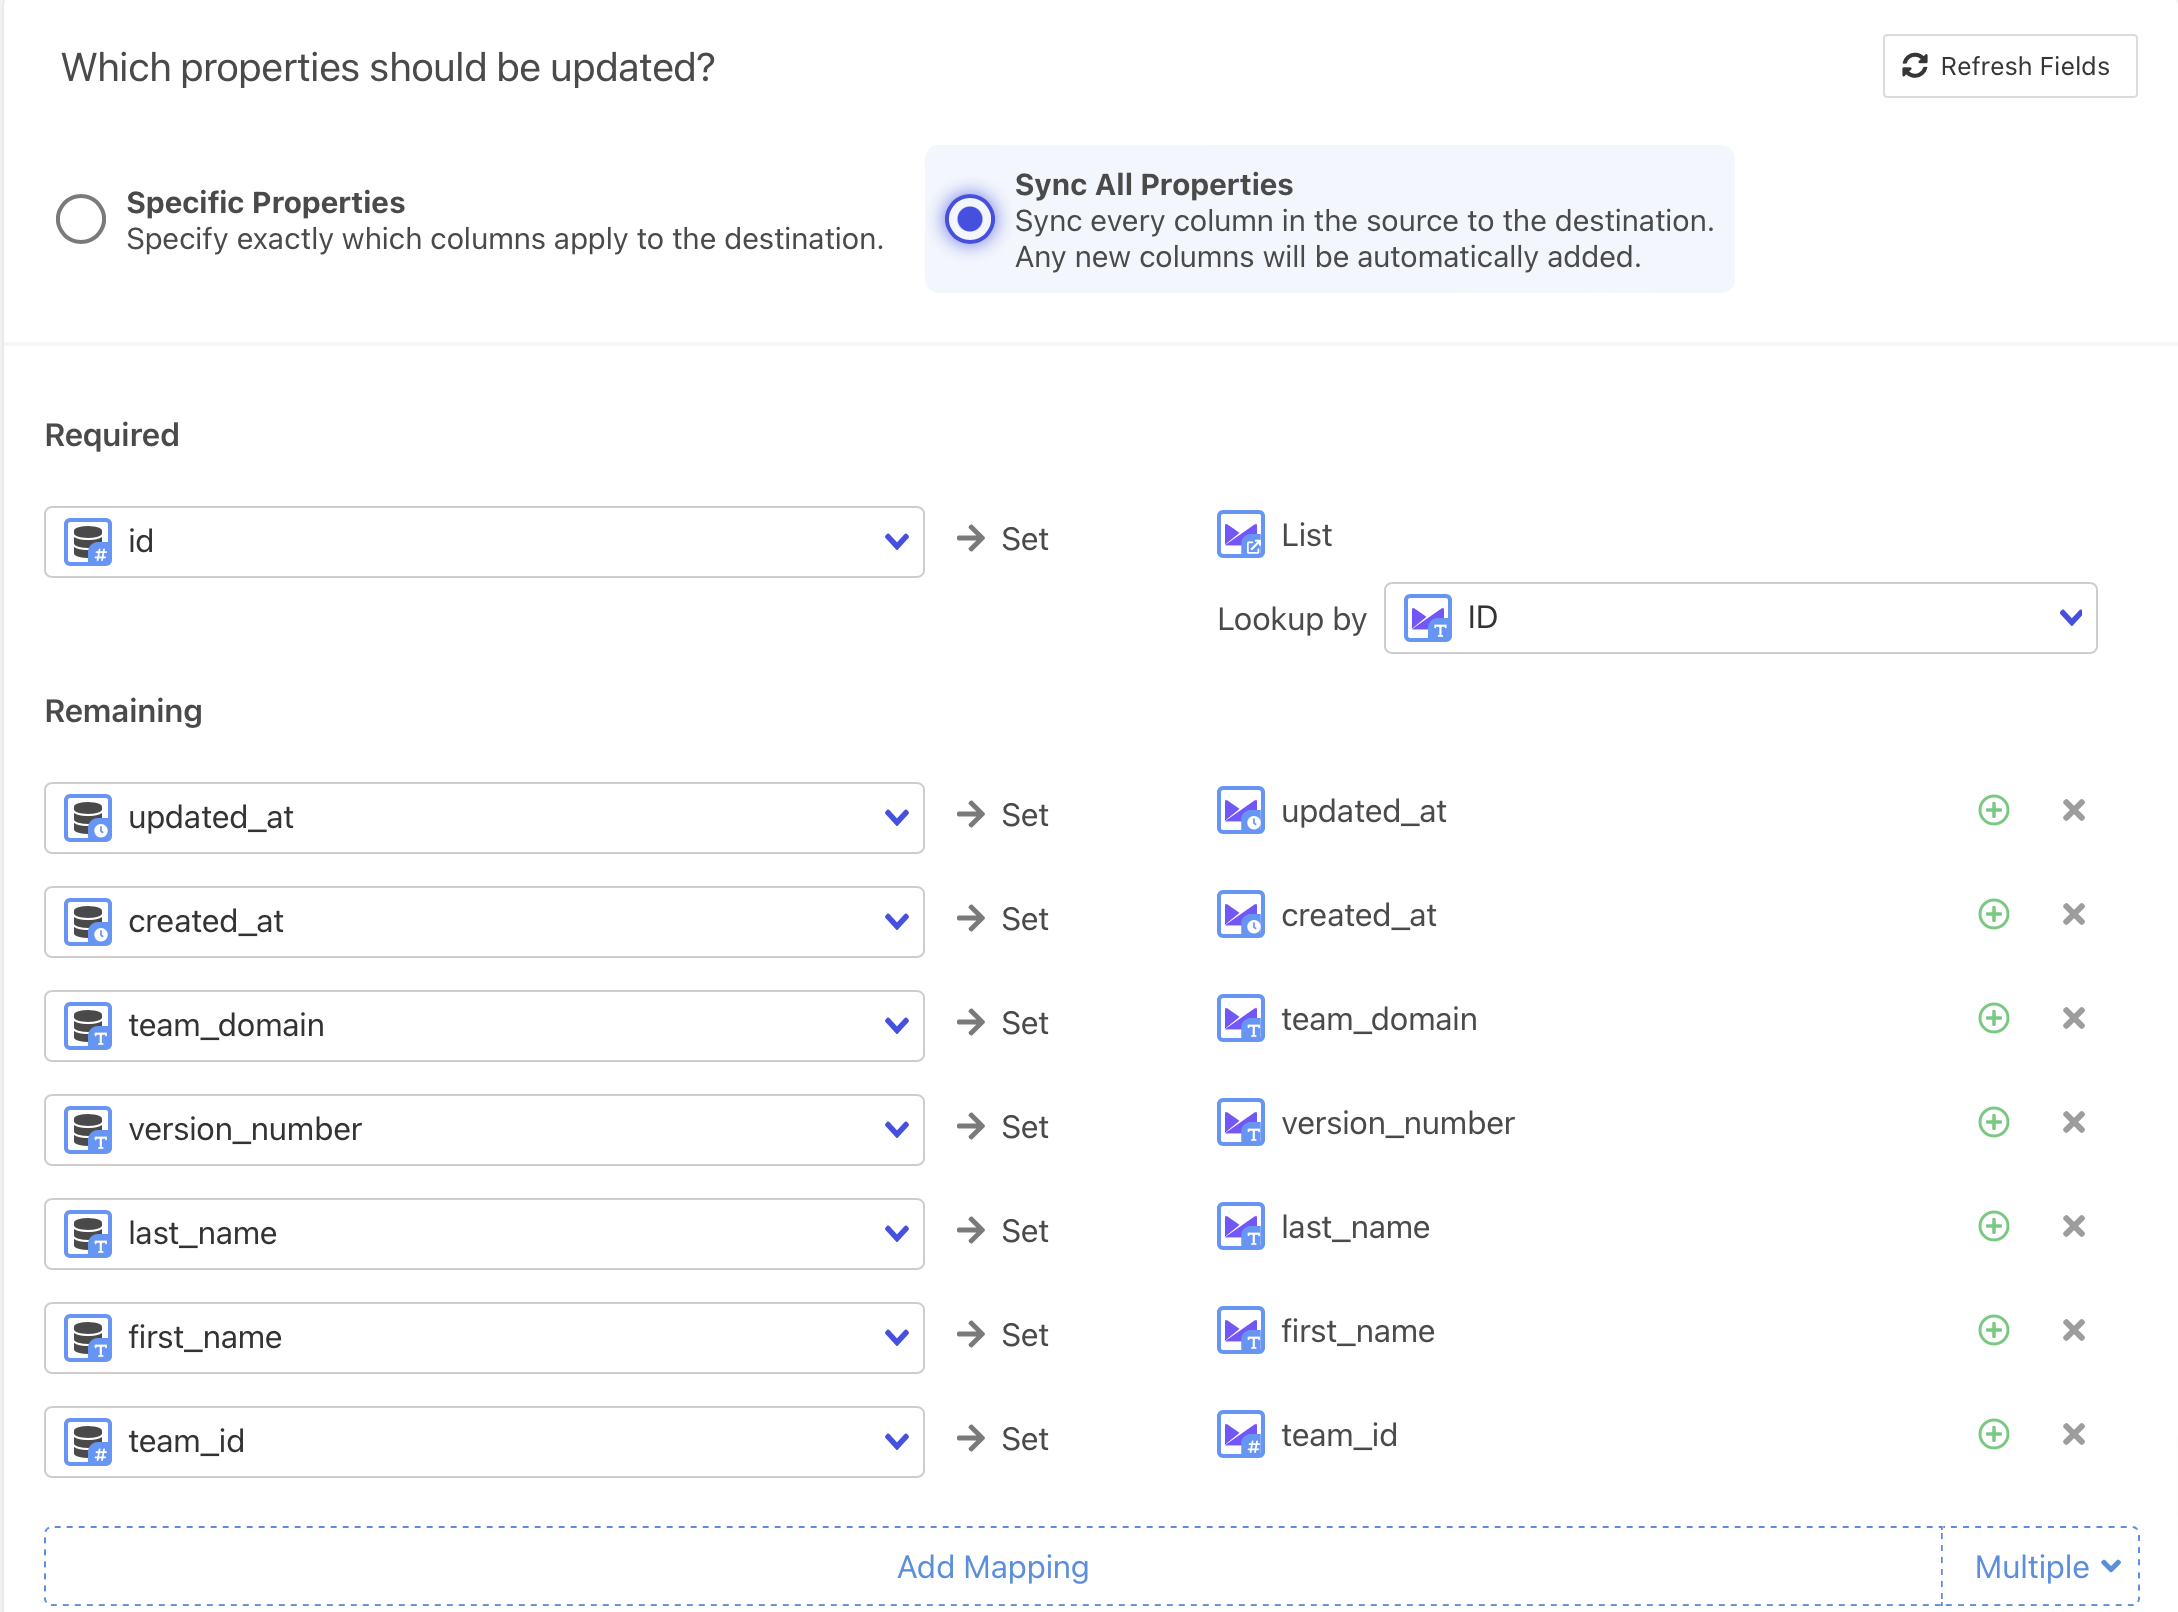 Which properties should be updated?
Refresh Fields
Specific Properties
Specify exactly which columns apply to the destination.
Sync All Properties
Sync every column in the source to the destination.
Any new columns will be automatically added.
Required
# id
Set
List
Lookup by
T ID
Remaining
updated_at
Set
updated_at
created_at
Set
created_at
T team_domain
Set
T team_domain
T version_number
Set
T version_number
T last_name
Set
T last_name
T first_name
Set
T first_name
# team_id
Set
# team_id
Add Mapping
Multiple